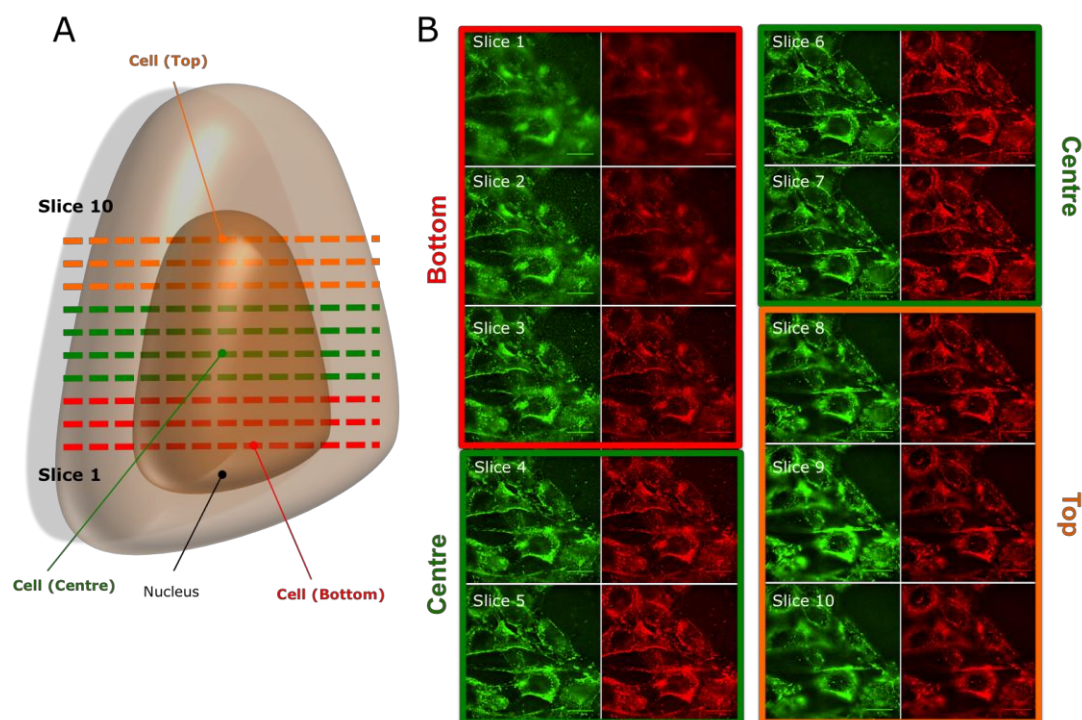 A
Cell (Top)
Slice 10
Slice 1
Cell (Centre)
Nucleus
Cell (Bottom)
B
Bottom
Slice 1
Slice 2
Slice 3
Centre
Slice 4
Slice 5
Slice 6
Slice 7
Centre
Slice 8
Slice 9
Slice 10
Top